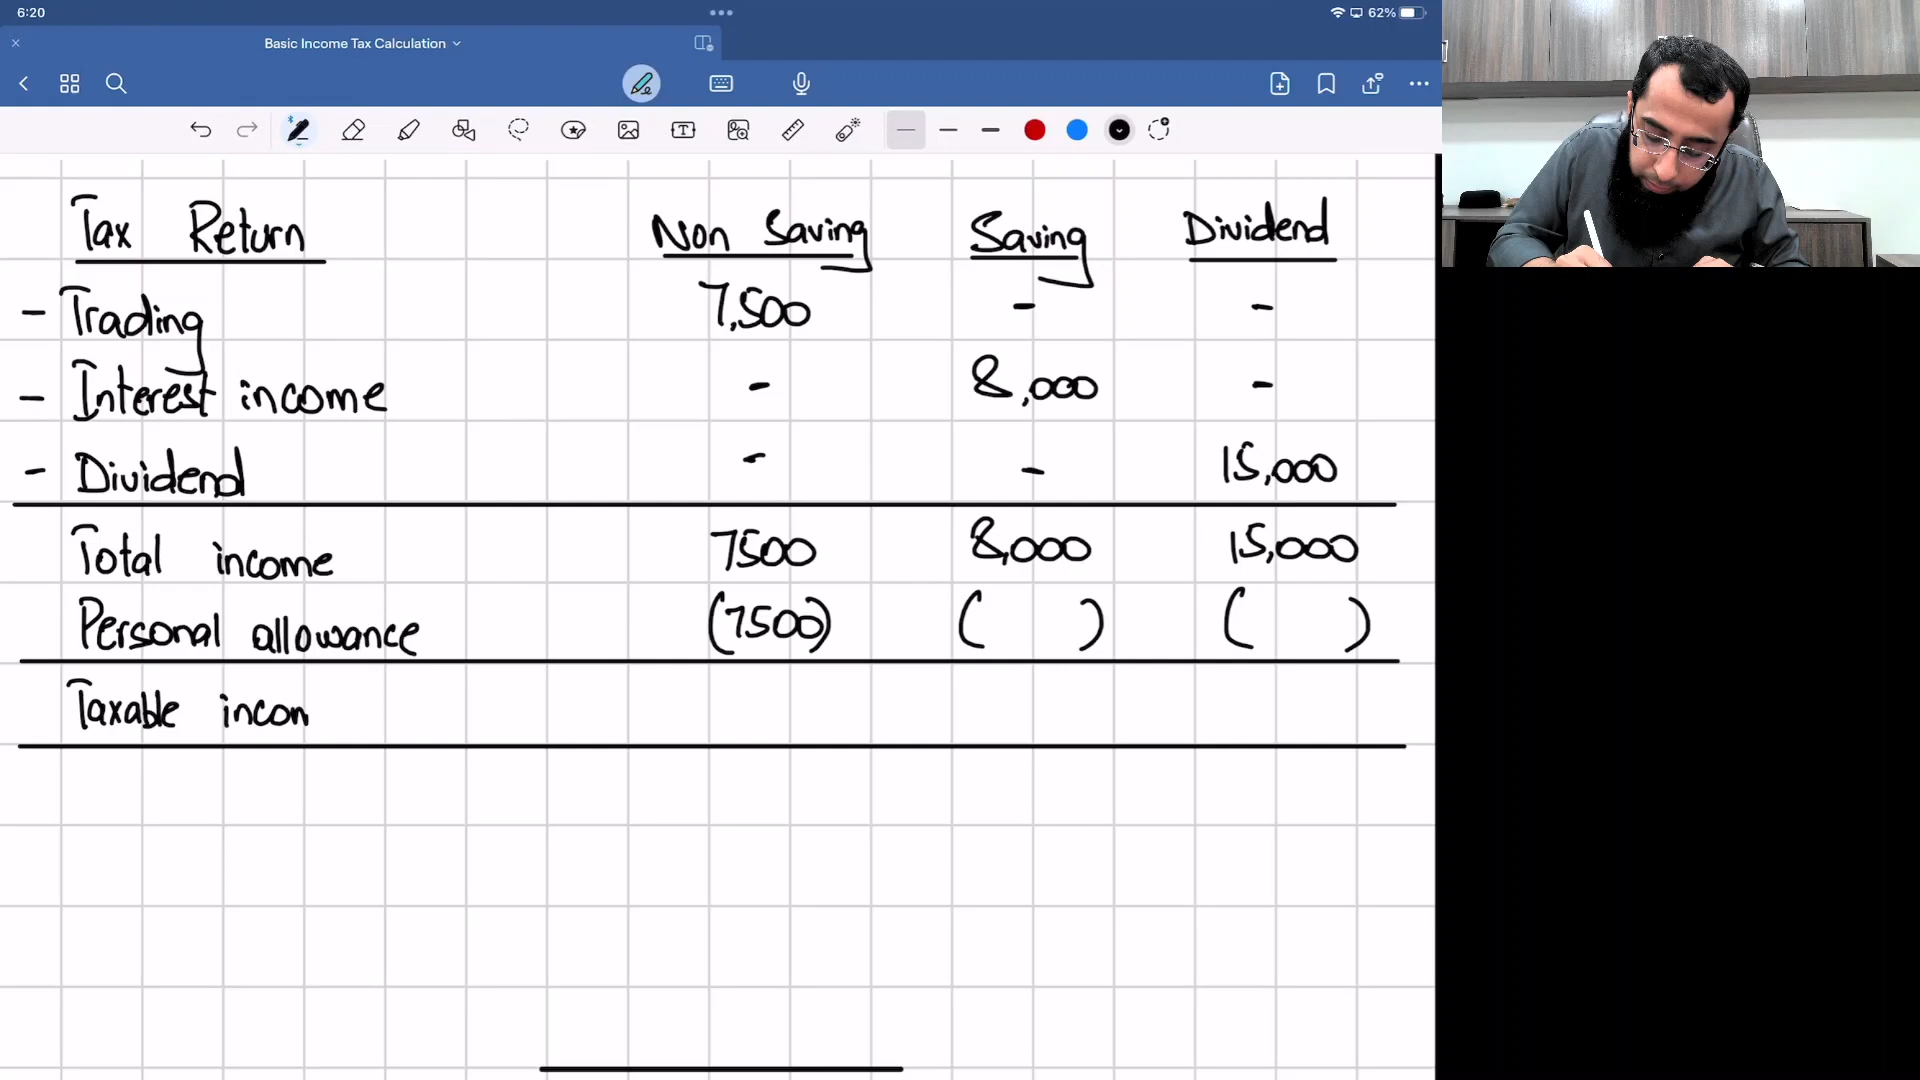 6:20
62%
Basic Income Tax Calculation
Tax Return Non Saving Saving Dividend
- Trading 7,500 - -
- Interest income - 8,000 -
- Dividend - - 15,000
Total income 7500 8,000 15,000
Personal allowance (7500) ( ) ( )
Taxable incom